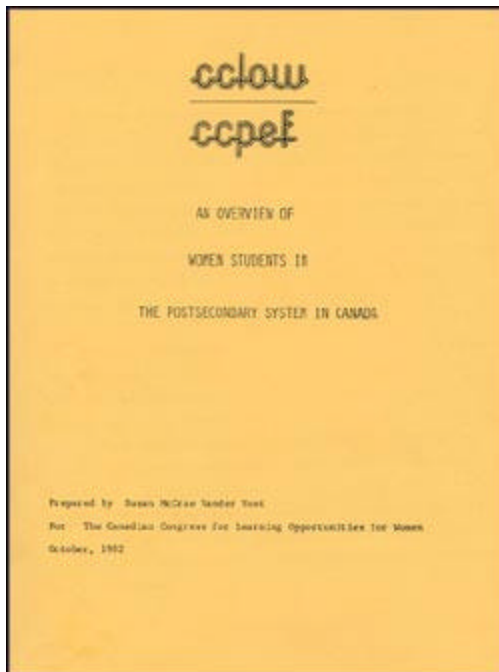 cclow
ccpef
AN OVERVIEW OF
WOMEN STUDENTS IN
THE POSTSECONDARY SYSTEM IN CANADA
Prepared by Susan McCrae Vander Voet
For The Canadian Congress for Learning Opportunities for Women
October, 1982